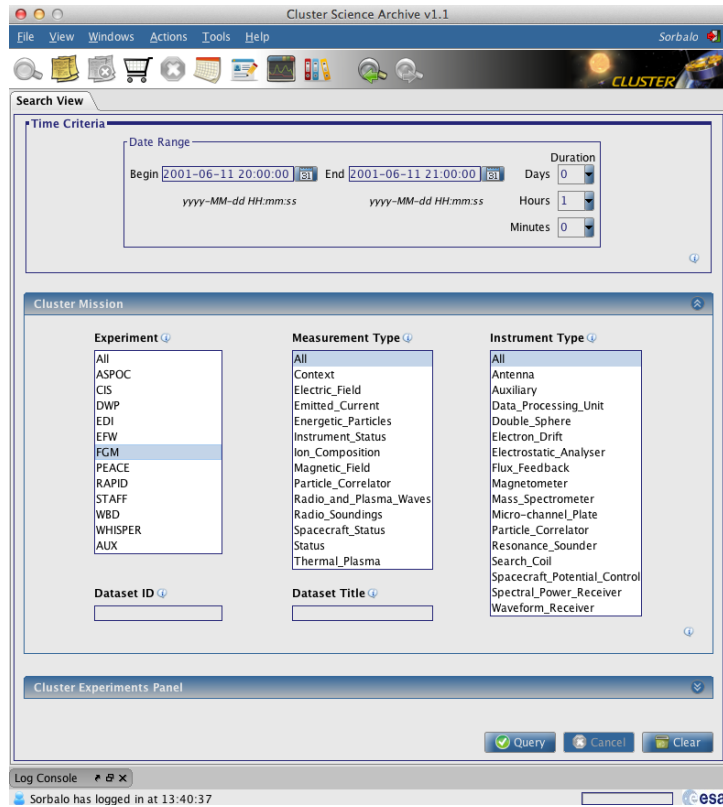 Cluster Science Archive v1.1
File View Windows Actions Tools Help Sorbalo
CLUSTER
Search View
Time Criteria
Date Range
Duration
Begin 2001-06-11 20:00:00 31 End 2001-06-11 21:00:00 31 Days 0
yyyy-MM-dd HH:mm:ss yyyy-MM-dd HH:mm:ss Hours 1
Minutes 0
Cluster Mission
Experiment
All
ASPOC
CIS
DWP
EDI
EFW
FGM
PEACE
RAPID
STAFF
WBD
WHISPER
AUX
Dataset ID
Measurement Type
All
Context
Electric_Field
Emitted_Current
Energetic_Particles
Instrument_Status
Ion_Composition
Magnetic_Field
Particle_Correlator
Radio_and_Plasma_Waves
Radio_Soundings
Spacecraft_Status
Status
Thermal_Plasma
Dataset Title
Instrument Type
All
Antenna
Auxiliary
Data_Processing_Unit
Double_Sphere
Electron_Drift
Electrostatic_Analyser
Flux_Feedback
Magnetometer
Mass_Spectrometer
Micro-channel_Plate
Particle_Correlator
Resonance_Sounder
Search_Coil
Spacecraft_Potential_Control
Spectral_Power_Receiver
Waveform_Receiver
Cluster Experiments Panel
Query Cancel Clear
Log Console
Sorbalo has logged in at 13:40:37
esa